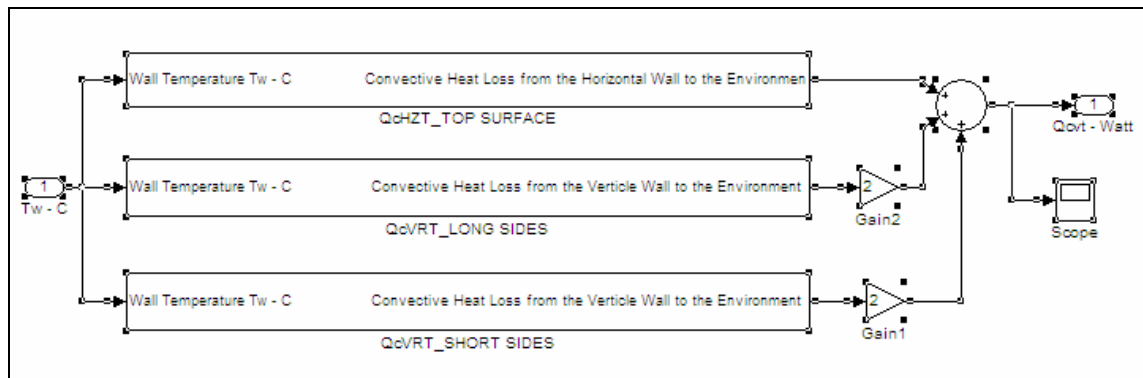 Wall Temperature Tw - C Convective Heat Loss from the Horizontal Wall to the Environmen
QcHZT_TOP SURFACE
1
Qcvt - Watt
1
Tw - C
Wall Temperature Tw - C Convective Heat Loss from the Verticle Wall to the Environment
2
Gain2
QcVRT_LONG SIDES
Scope
Wall Temperature Tw - C Convective Heat Loss from the Verticle Wall to the Environment
2
Gain1
QcVRT_SHORT SIDES